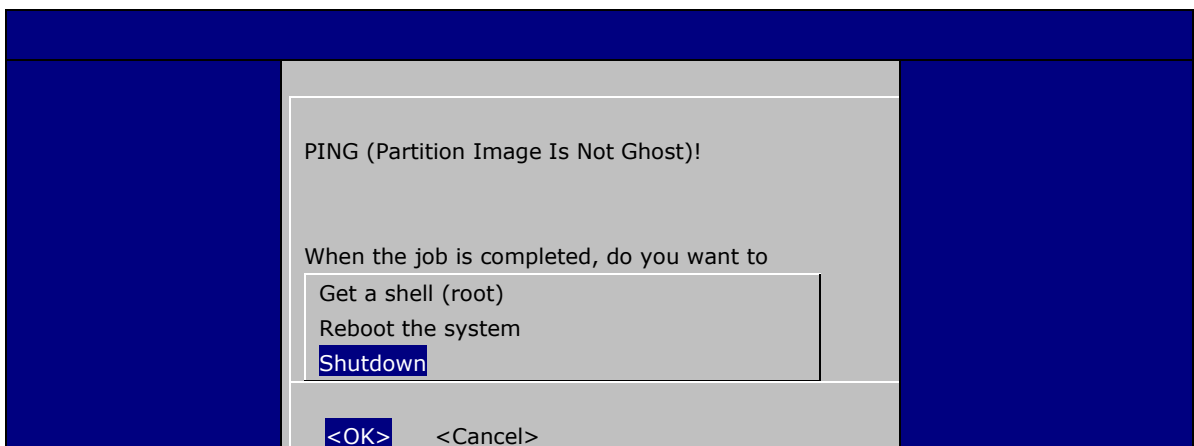 PING (Partition Image Is Not Ghost)!
When the job is completed, do you want to
Get a shell (root)
Reboot the system
Shutdown
<OK> <Cancel>